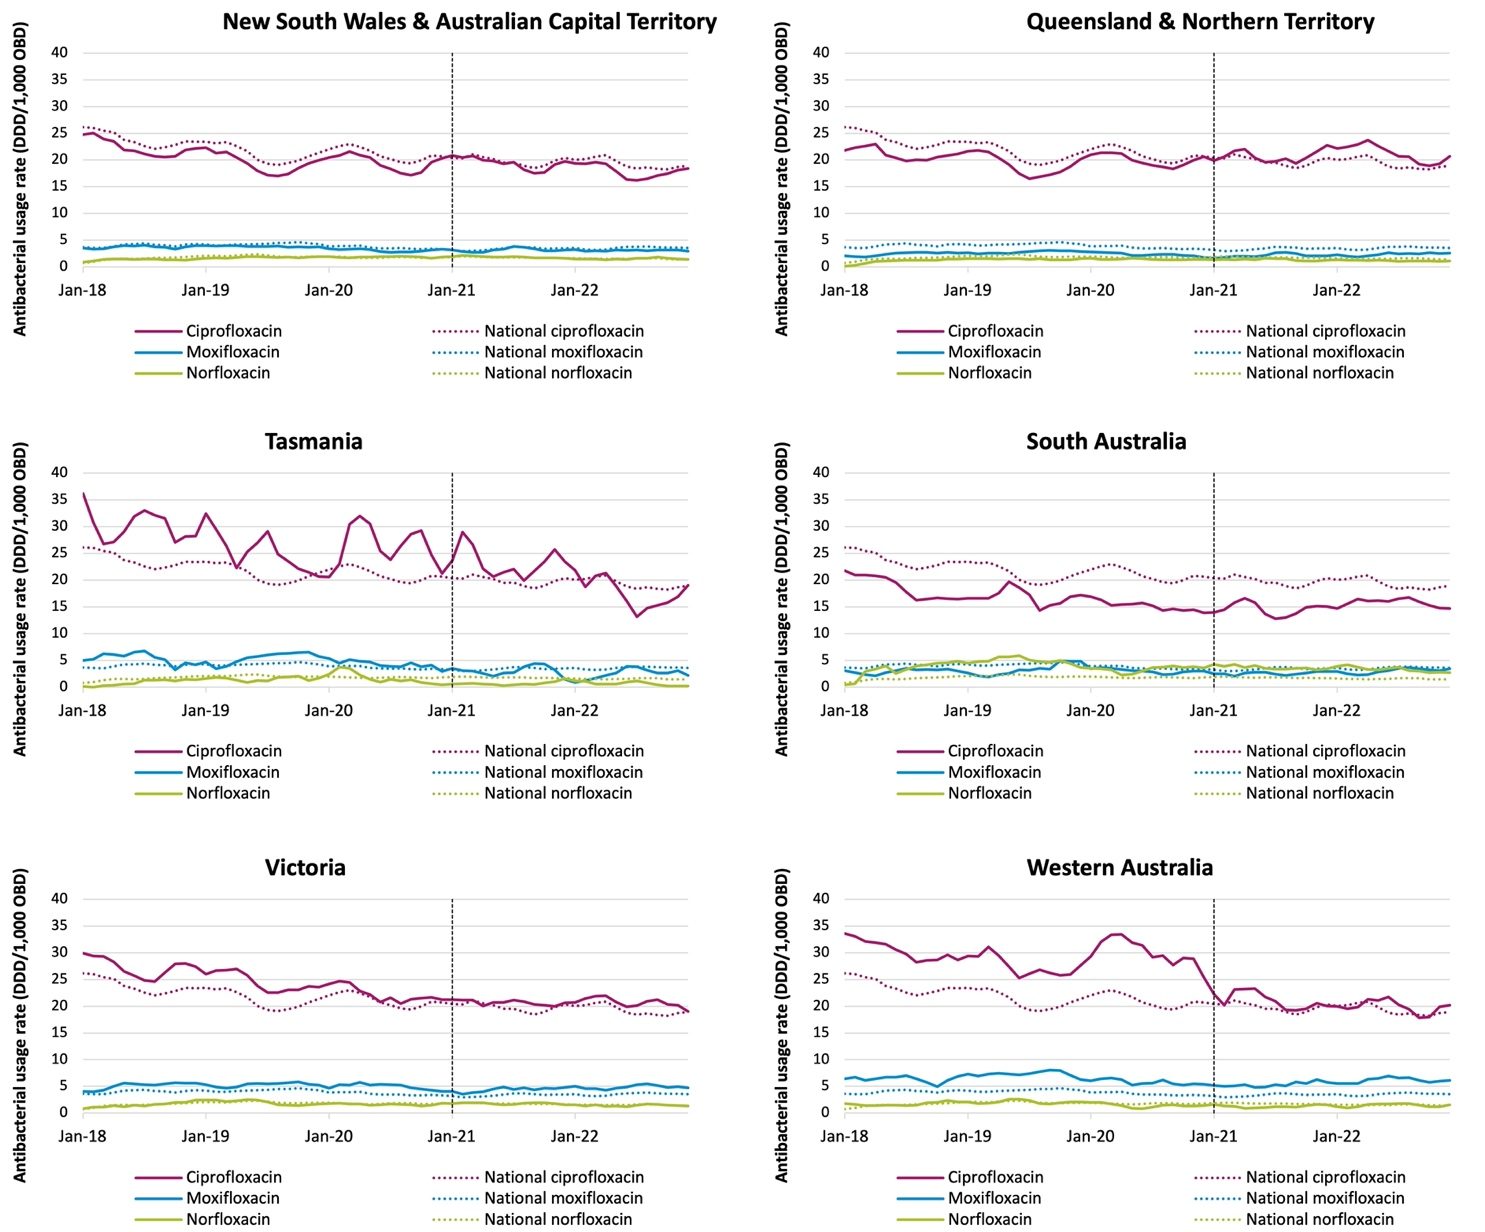 New South Wales & Australian Capital Territory
Antibacterial usage rate (DDD/1,000 OBD)
40
35
30
25
20
15
10
5
0
Jan-18 Jan-19 Jan-20 Jan-21 Jan-22
Ciprofloxacin National ciprofloxacin
Moxifloxacin National moxifloxacin
Norfloxacin National norfloxacin
Queensland & Northern Territory
Antibacterial usage rate (DDD/1,000 OBD)
40
35
30
25
20
15
10
5
0
Jan-18 Jan-19 Jan-20 Jan-21 Jan-22
Ciprofloxacin National ciprofloxacin
Moxifloxacin National moxifloxacin
Norfloxacin National norfloxacin
Tasmania
Antibacterial usage rate (DDD/1,000 OBD)
40
35
30
25
20
15
10
5
0
Jan-18 Jan-19 Jan-20 Jan-21 Jan-22
Ciprofloxacin National ciprofloxacin
Moxifloxacin National moxifloxacin
Norfloxacin National norfloxacin
South Australia
Antibacterial usage rate (DDD/1,000 OBD)
40
35
30
25
20
15
10
5
0
Jan-18 Jan-19 Jan-20 Jan-21 Jan-22
Ciprofloxacin National ciprofloxacin
Moxifloxacin National moxifloxacin
Norfloxacin National norfloxacin
Victoria
Antibacterial usage rate (DDD/1,000 OBD)
40
35
30
25
20
15
10
5
0
Jan-18 Jan-19 Jan-20 Jan-21 Jan-22
Ciprofloxacin National ciprofloxacin
Moxifloxacin National moxifloxacin
Norfloxacin National norfloxacin
Western Australia
Antibacterial usage rate (DDD/1,000 OBD)
40
35
30
25
20
15
10
5
0
Jan-18 Jan-19 Jan-20 Jan-21 Jan-22
Ciprofloxacin National ciprofloxacin
Moxifloxacin National moxifloxacin
Norfloxacin National norfloxacin